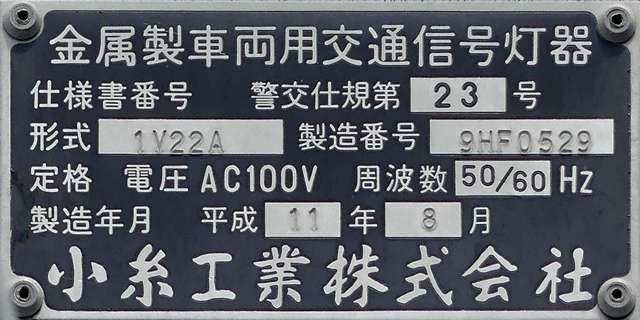 金属製車両用交通信号灯器
仕様書番号 警交仕規第 23 号
形式 1V22A 製造番号 9HF0529
定格 電圧 AC100V 周波数 50/60 Hz
製造年月 平成 11 年 8 月
小糸工業株式会社